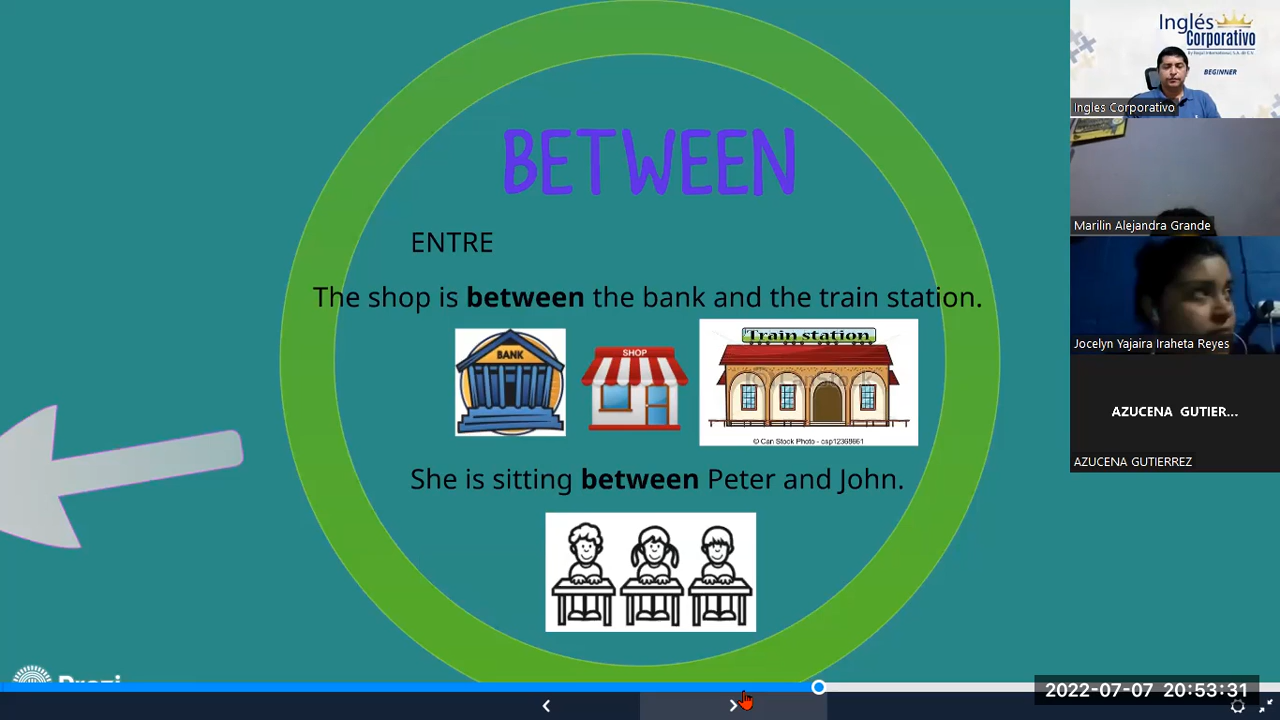 BETWEEN
ENTRE
The shop is between the bank and the train station.
BANK
SHOP
Train station
© Can Stock Photo - csp12368661
She is sitting between Peter and John.
Prezi
Inglés
Corporativo
BEGINNER
Ingles Corporativo
Marilin Alejandra Grande
Jocelyn Yajaira Iraheta Reyes
AZUCENA GUTIER...
AZUCENA GUTIERREZ
2022-07-07 20:53:31